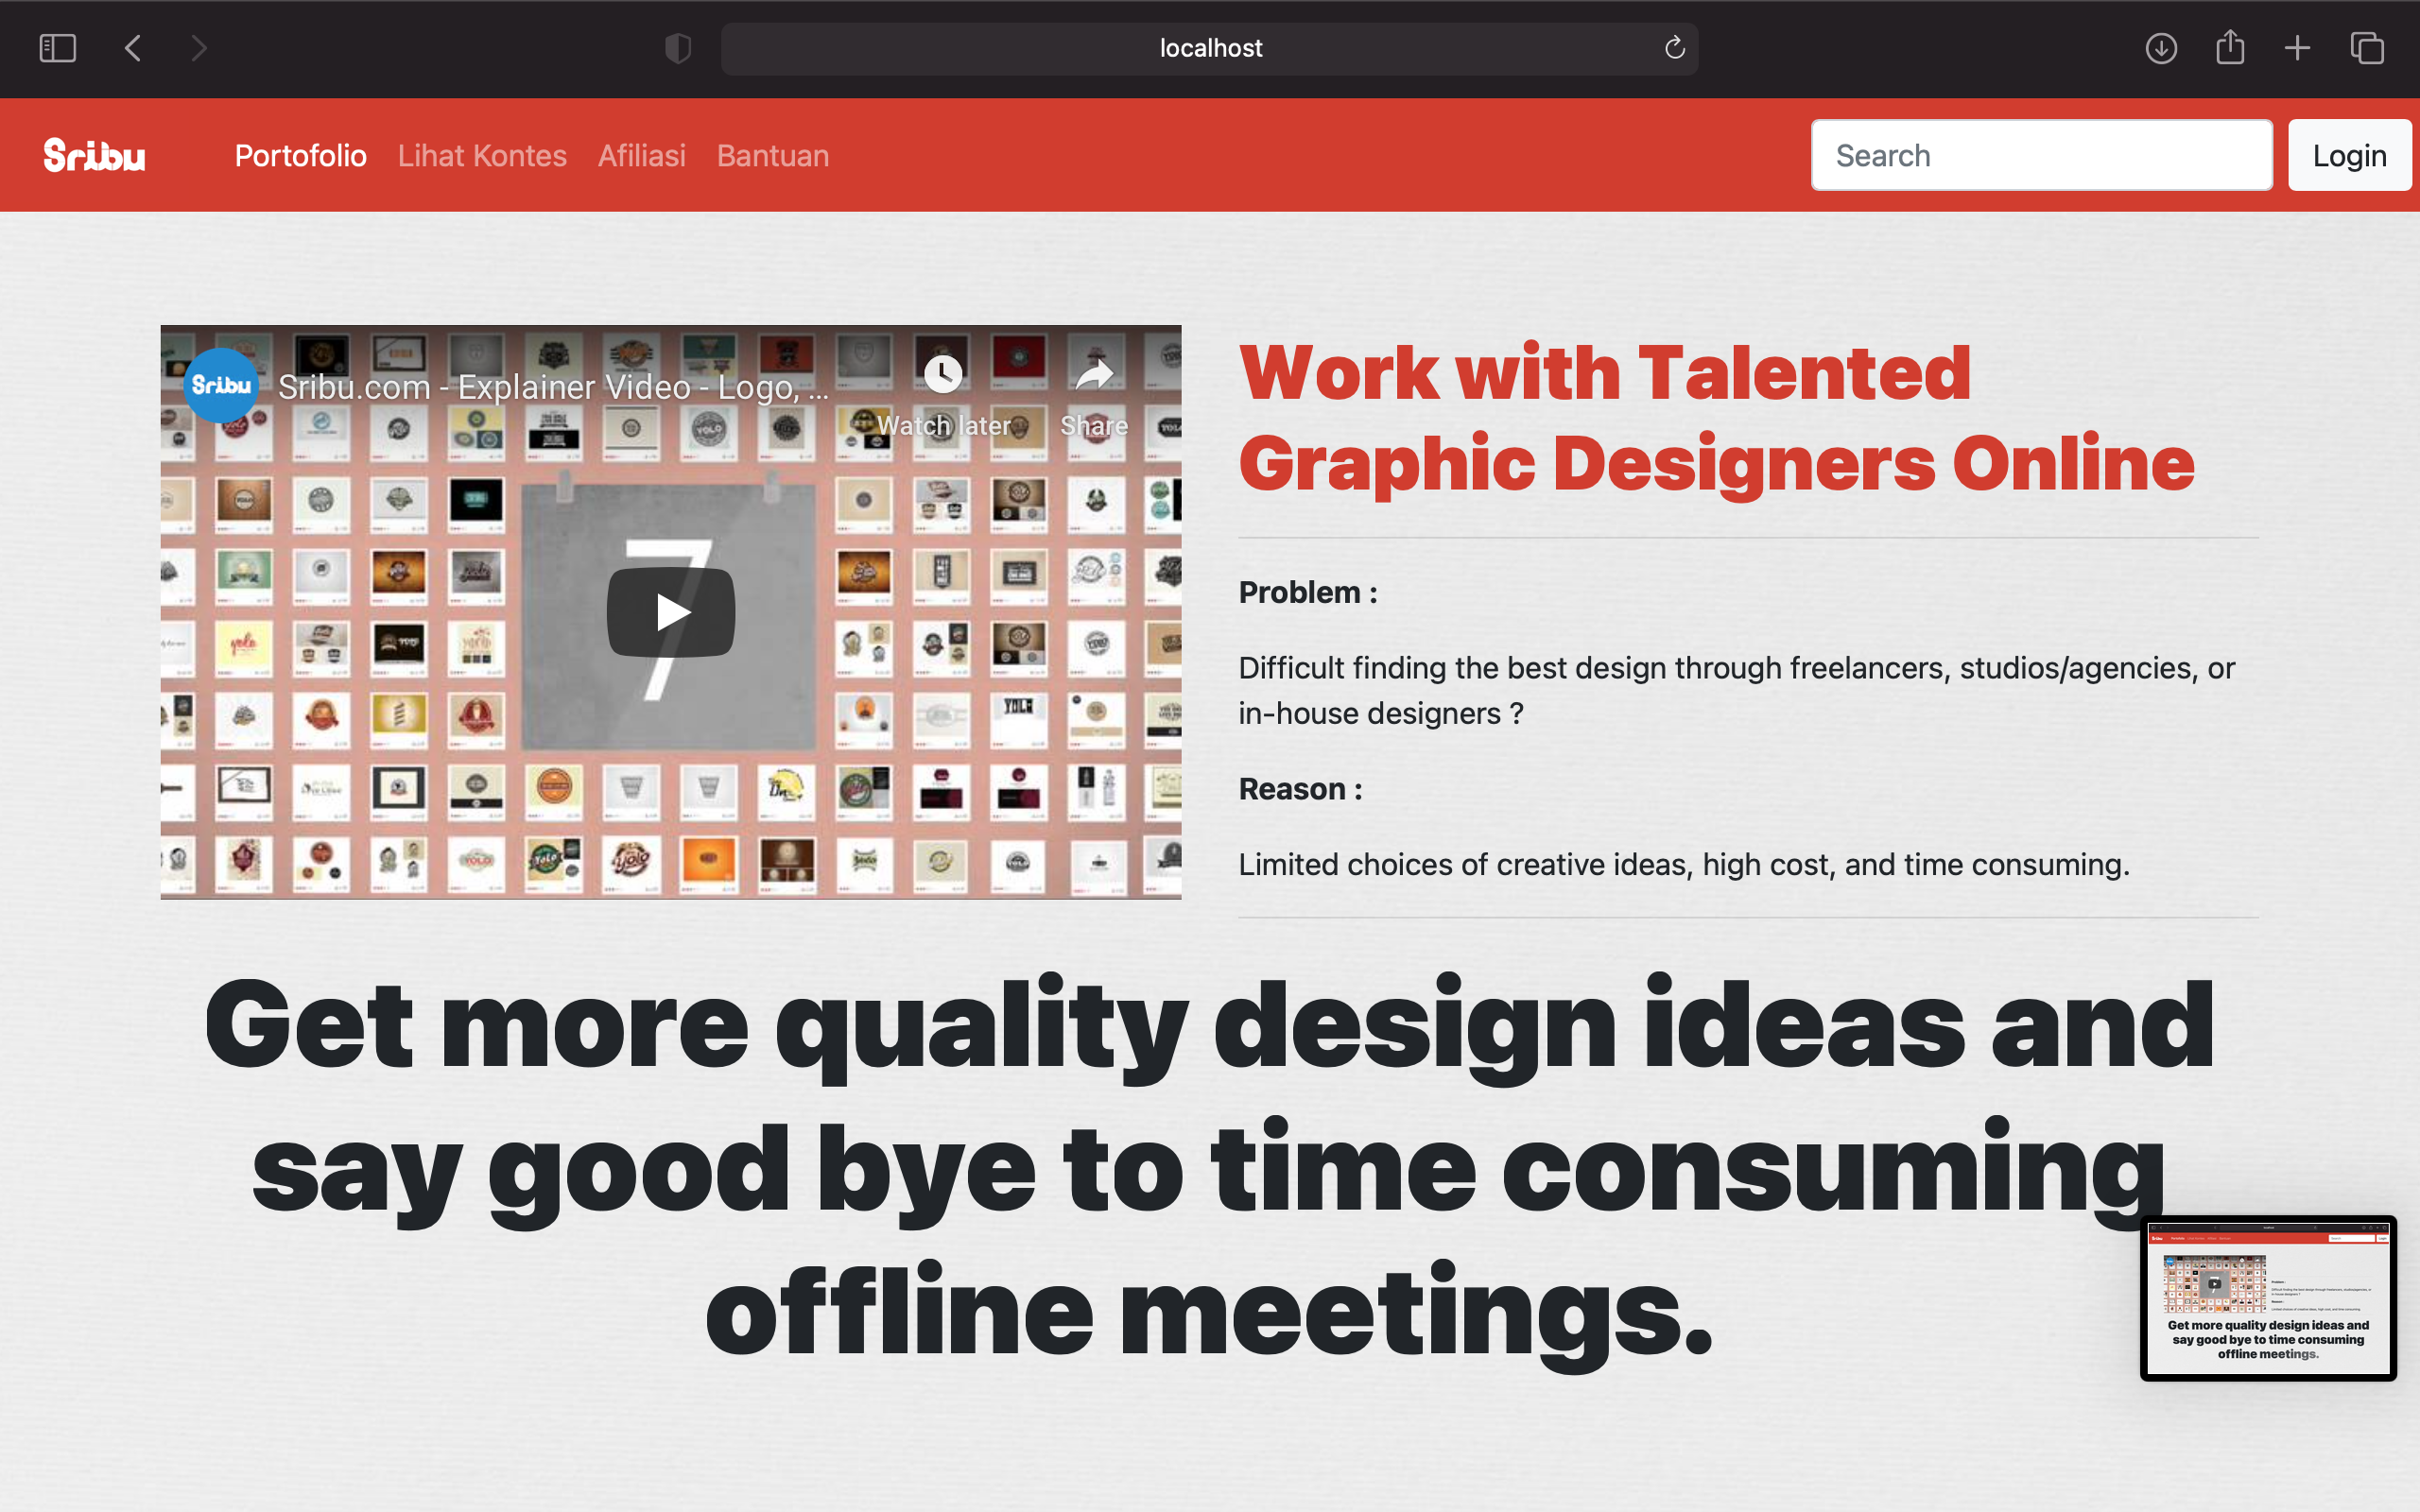 localhost
Sribu
Portofolio
Lihat Kontes
Afiliasi
Bantuan
Search
Login
Sribu
Sribu.com - Explainer Video - Logo, ...
Watch later
Share
7
Work with Talented
Graphic Designers Online
Problem :
Difficult finding the best design through freelancers, studios/agencies, or
in-house designers ?
Reason :
Limited choices of creative ideas, high cost, and time consuming.
Get more quality design ideas and
say good bye to time consuming
offline meetings.
Get more quality design ideas and
say good bye to time consuming
offline meetings.